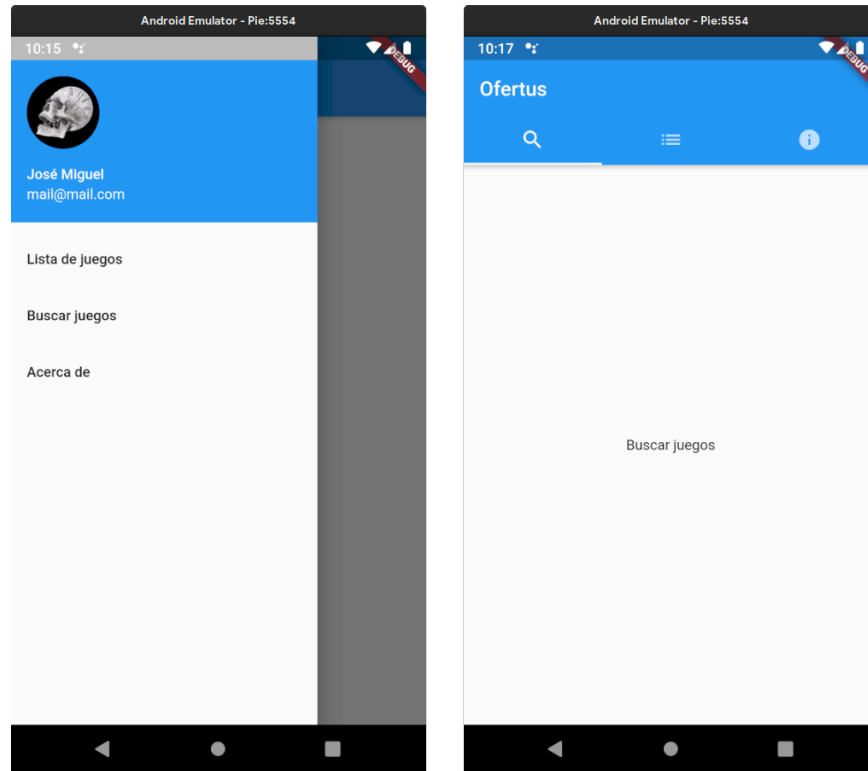 Android Emulator - Pie:5554
10:15
DEBUG
José Miguel
mail@mail.com
Lista de juegos
Buscar juegos
Acerca de
Android Emulator - Pie:5554
10:17
DEBUG
Ofertus
Buscar juegos